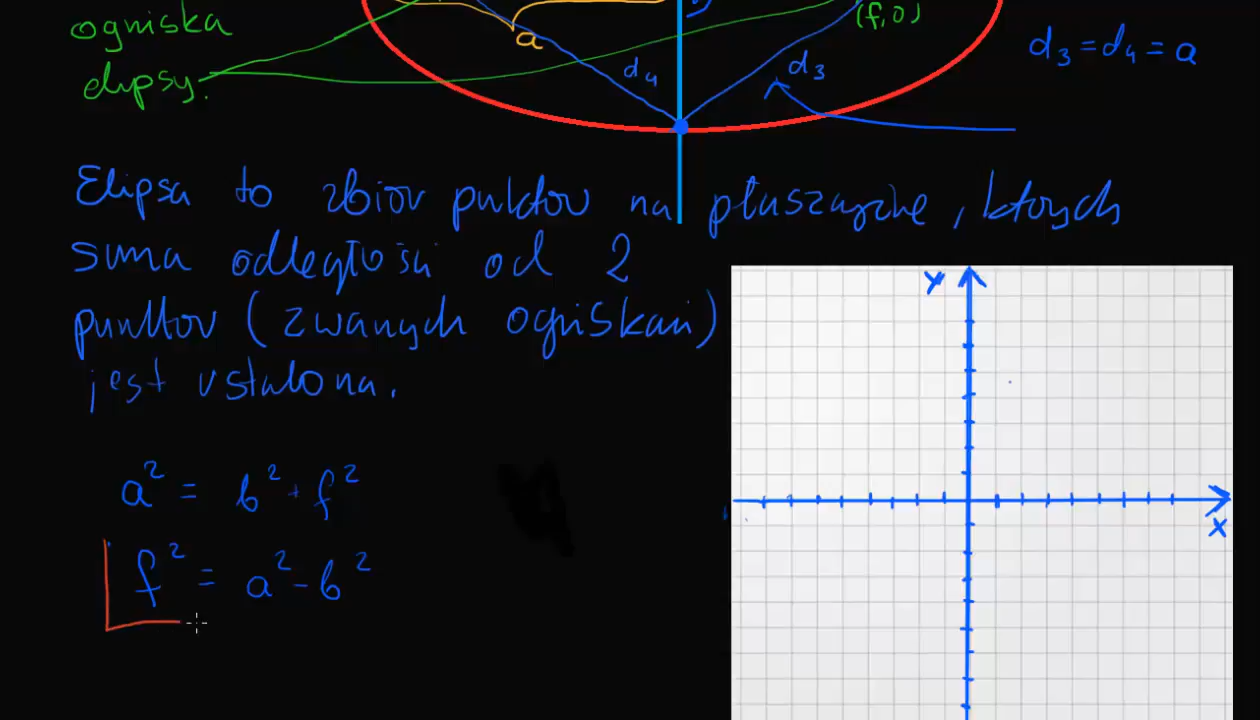 ogniska
elipsy.
a
b
(f, 0)
d₄
d₃
d₃ = d₄ = a
Elipsa to zbiór punktów na płaszczyźnie, których
suma odległości od 2
punktów (zwanych ogniskami)
jest ustalona.
y
x
a² = b² + f²
f² = a² - b²